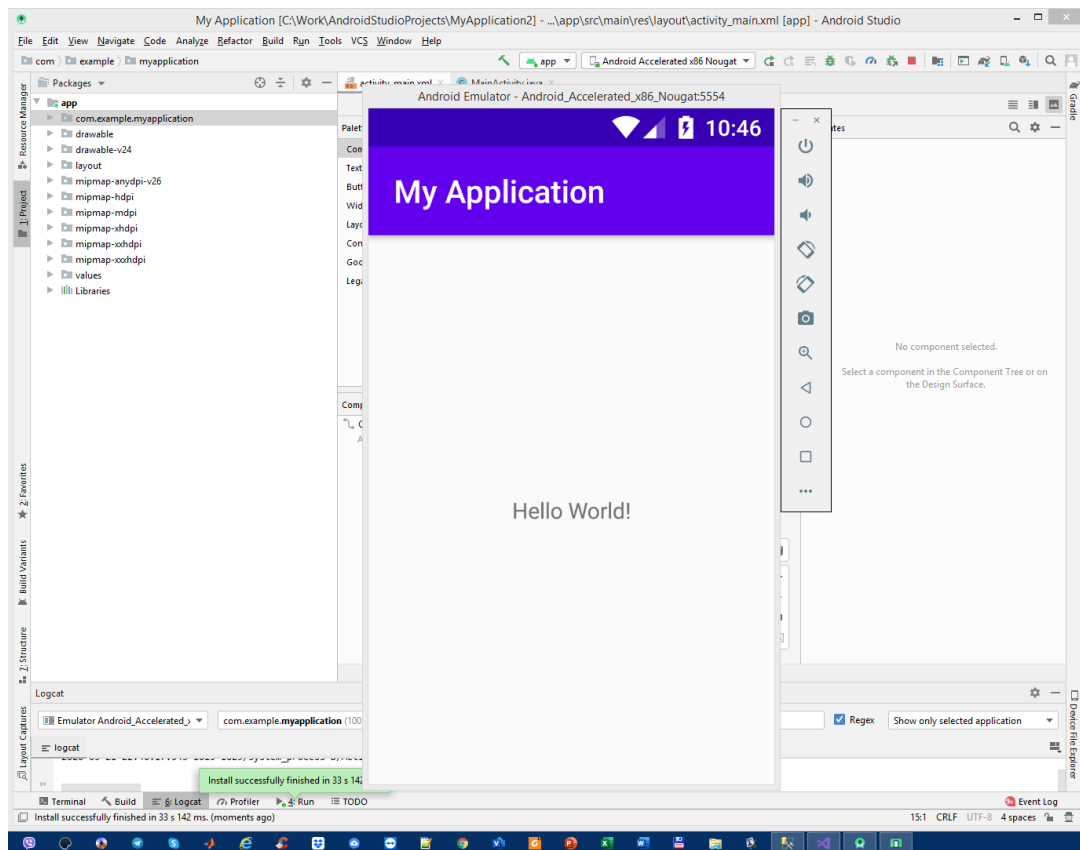 My Application [C:\Work\AndroidStudioProjects\MyApplication2] - ...\app\src\main\res\layout\activity_main.xml [app] - Android Studio
File Edit View Navigate Code Analyze Refactor Build Run Tools VCS Window Help
com example myapplication
app
Android Accelerated x86 Nougat
Packages
activity_main.xml
MainActivity.java
Resource Manager
1: Project
2: Favorites
Build Variants
7: Structure
Layout Captures
app
com.example.myapplication
drawable
drawable-v24
layout
mipmap-anydpi-v26
mipmap-hdpi
mipmap-mdpi
mipmap-xhdpi
mipmap-xxhdpi
mipmap-xxxhdpi
values
Libraries
Android Emulator - Android_Accelerated_x86_Nougat:5554
10:46
My Application
Hello World!
No component selected.
Select a component in the Component Tree or on
the Design Surface.
Gradle
Device File Explorer
Logcat
Emulator Android_Accelerated_
com.example.myapplication (100
Regex
Show only selected application
logcat
Install successfully finished in 33 s 142
Terminal Build 6: Logcat Profiler 4: Run TODO
Event Log
Install successfully finished in 33 s 142 ms. (moments ago)
15:1 CRLF UTF-8 4 spaces